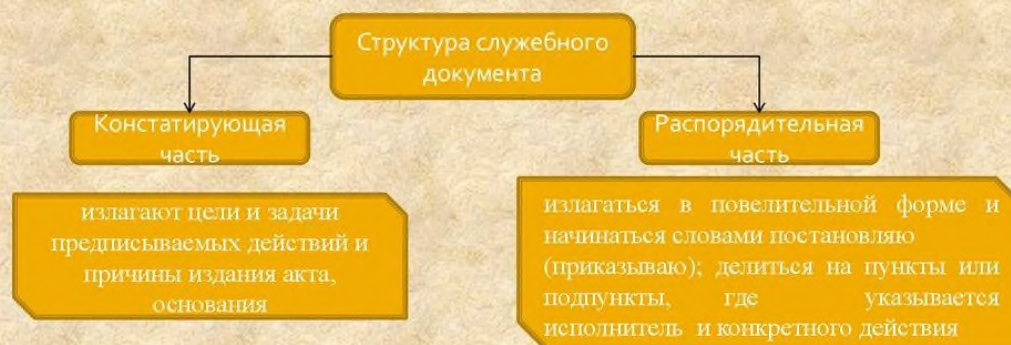 Структура служебного
документа
Констатирующая
часть
Распорядительная
часть
излагают цели и задачи
предписываемых действий и
причины издания акта,
основания
излагаться в повелительной форме и
начинаться словами постановляю
(приказываю); делиться на пункты или
подпункты, где указывается
исполнитель и конкретного действия